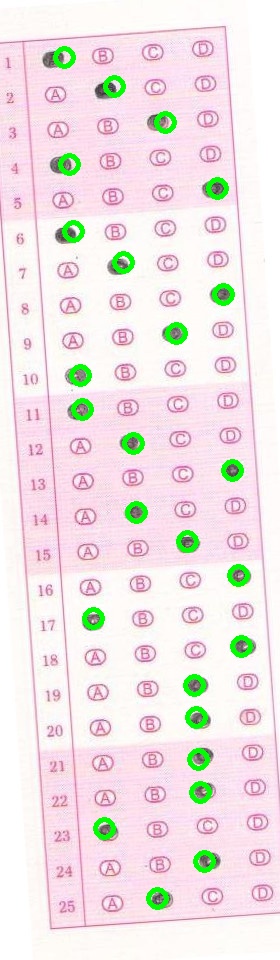 1 B C D
2 A C D
3 A B D
4 B C D
5 A B C
6 B C D
7 A C D
8 A B C
9 A B D
10 B C D
11 B C D
12 A C D
13 A B C
14 A C D
15 A B D
16 A B C
17 B C D
18 A B C
19 A B D
20 A B D
21 A B D
22 A B D
23 B C D
24 A B D
25 A C D